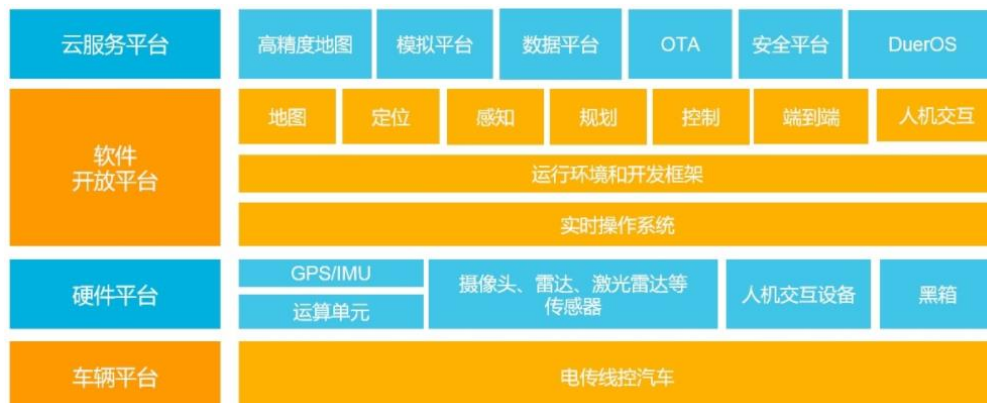 云服务平台
高精度地图
模拟平台
数据平台
OTA
安全平台
DuerOS
软件
开放平台
地图
定位
感知
规划
控制
端到端
人机交互
运行环境和开发框架
实时操作系统
硬件平台
GPS/IMU
运算单元
摄像头、雷达、激光雷达等
传感器
人机交互设备
黑箱
车辆平台
电传线控汽车